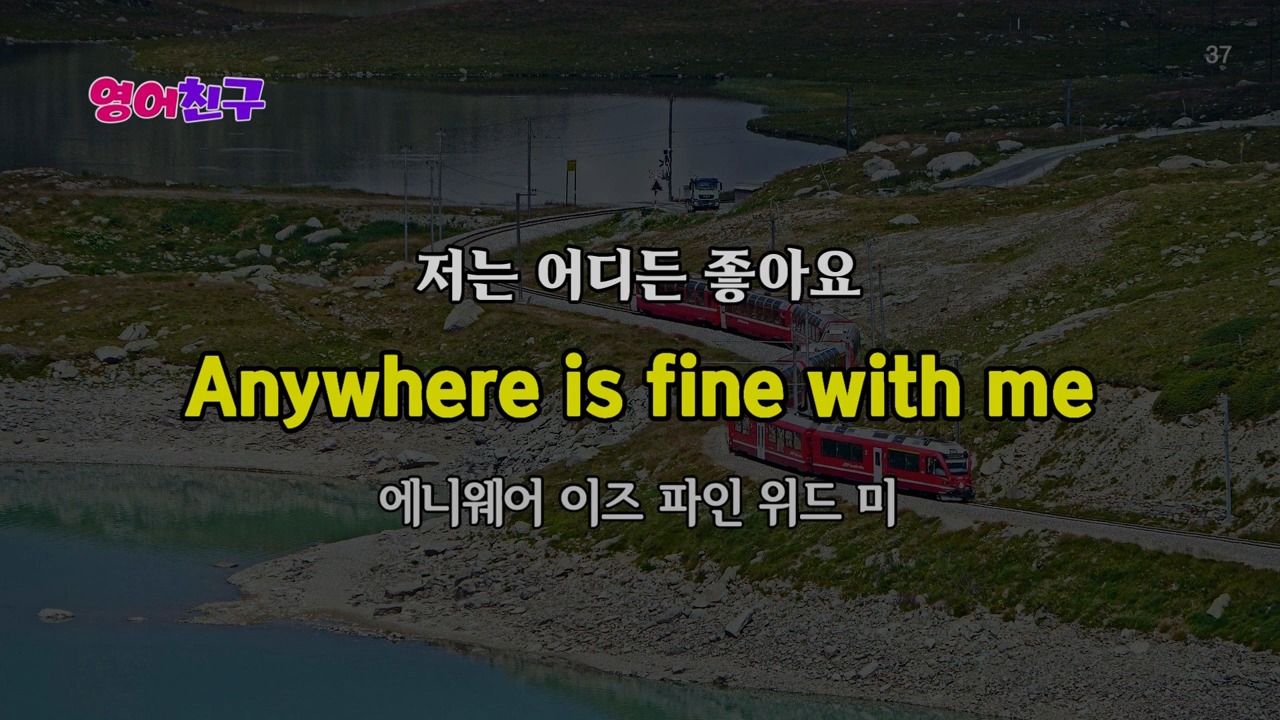 37
영어친구
저는 어디든 좋아요
Anywhere is fine with me
에니웨어 이즈 파인 위드 미